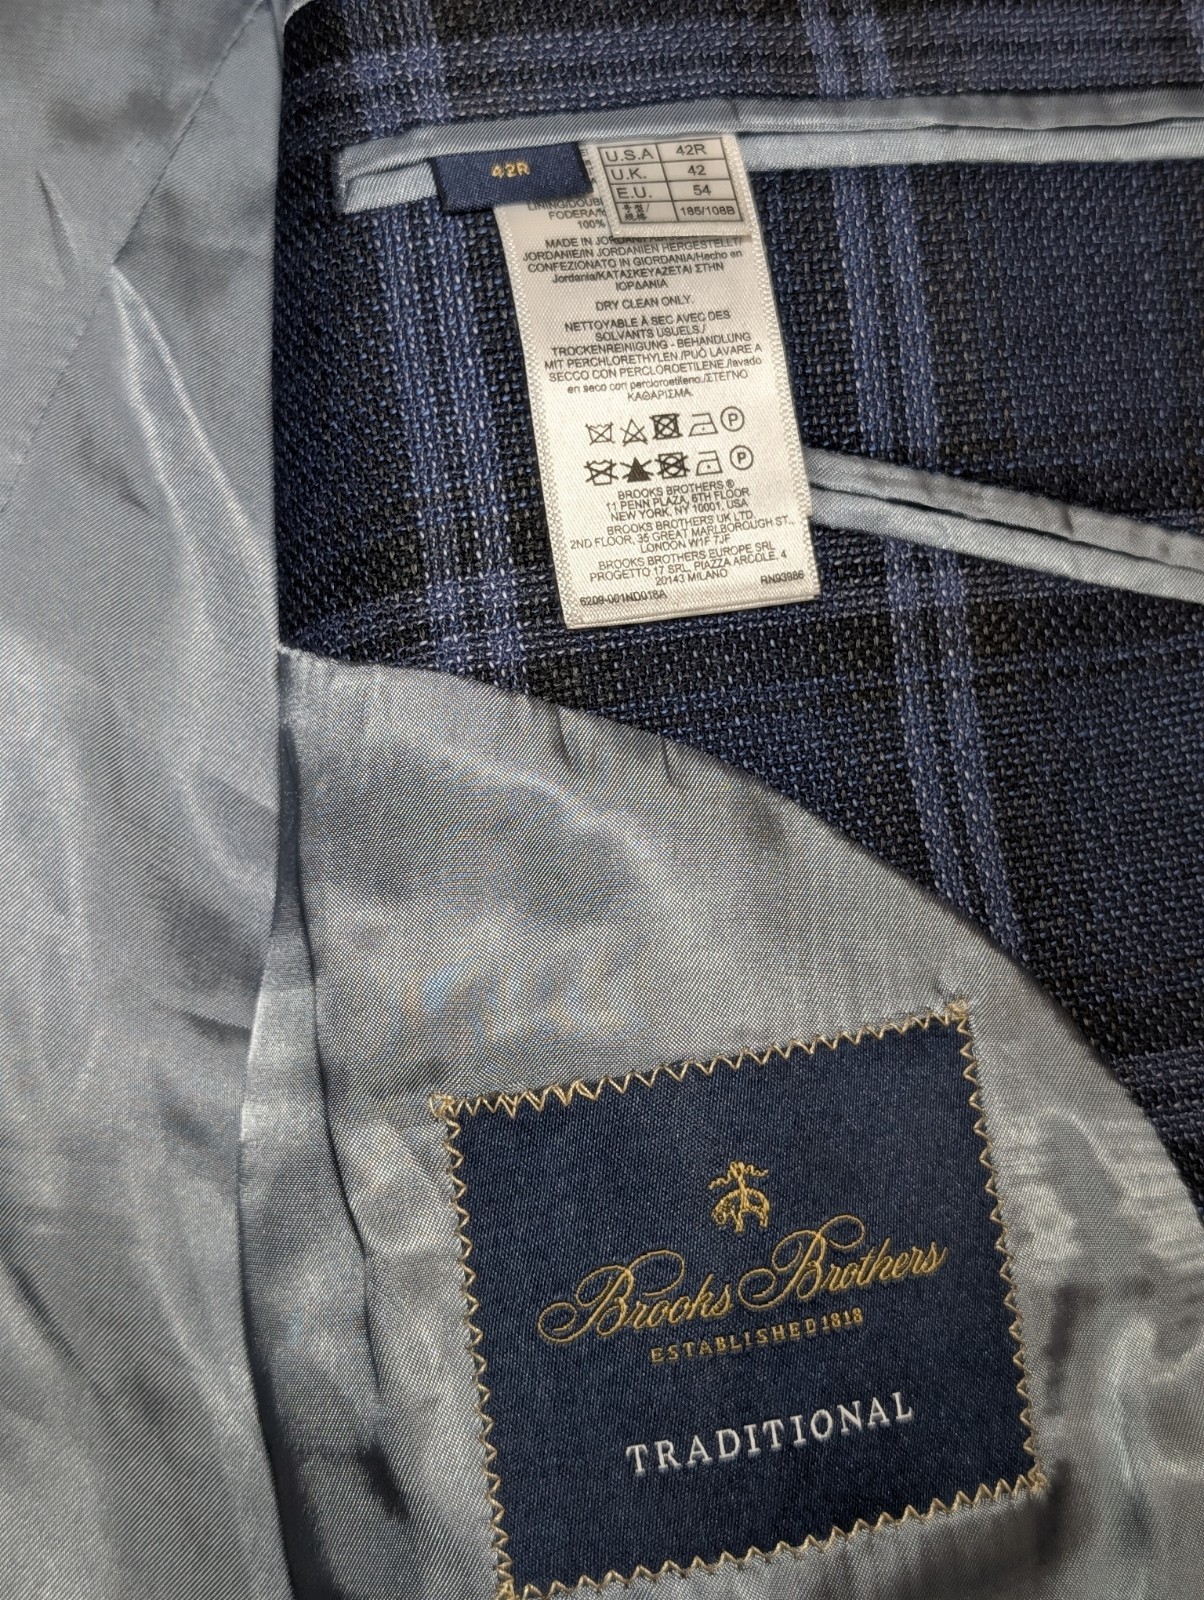 42R
U.S.A 42R
U.K. 42
E.U. 54
185/108B
LINING/DOUBL
FODERA/
100%
MADE IN JORDAN/
JORDANIE/IN JORDANIEN HERGESTELLT/
CONFEZIONATO IN GIORDANIA/Hecho en
Jordania/ΚΑΤΑΣΚΕΥΑΖΕΤΑΙ ΣΤΗΝ
ΙΟΡΔΑΝΙΑ
DRY CLEAN ONLY.
NETTOYABLE À SEC AVEC DES
SOLVANTS USUELS./
TROCKENREINIGUNG - BEHANDLUNG
MIT PERCHLORETHYLEN./PUÒ LAVARE A
SECCO CON PERCLOROETILENE./lavado
en seco con percloroetileno./ΣΤΕΓΝΟ
ΚΑΘΑΡΙΣΜΑ.
P
P
BROOKS BROTHERS ®
11 PENN PLAZA, 6TH FLOOR
NEW YORK, NY 10001, USA
BROOKS BROTHERS UK LTD.
2ND FLOOR, 35 GREAT MARLBOROUGH ST.,
LONDON W1F 7JF
BROOKS BROTHERS EUROPE SRL
PROGETTO 17 SRL, PIAZZA ARCOLE, 4
20143 MILANO RN93986
6209-001ND018A
Brooks Brothers
ESTABLISHED 1818
TRADITIONAL